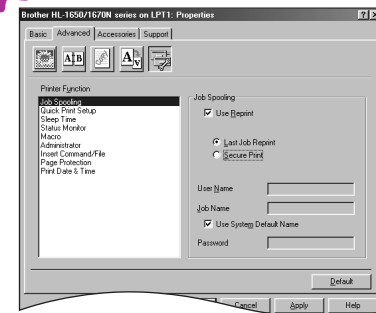 Brother HL-1650/1670N series on LPT1: Properties
Basic Advanced Accessories Support
A B
A
Printer Function
Job Spooling
Quick Print Setup
Sleep Time
Status Monitor
Macro
Administrator
Insert Command/File
Page Protection
Print Date & Time
Job Spooling
Use Reprint
Last Job Reprint
Secure Print
User Name
Job Name
Use System Default Name
Password
Default
Cancel Apply Help